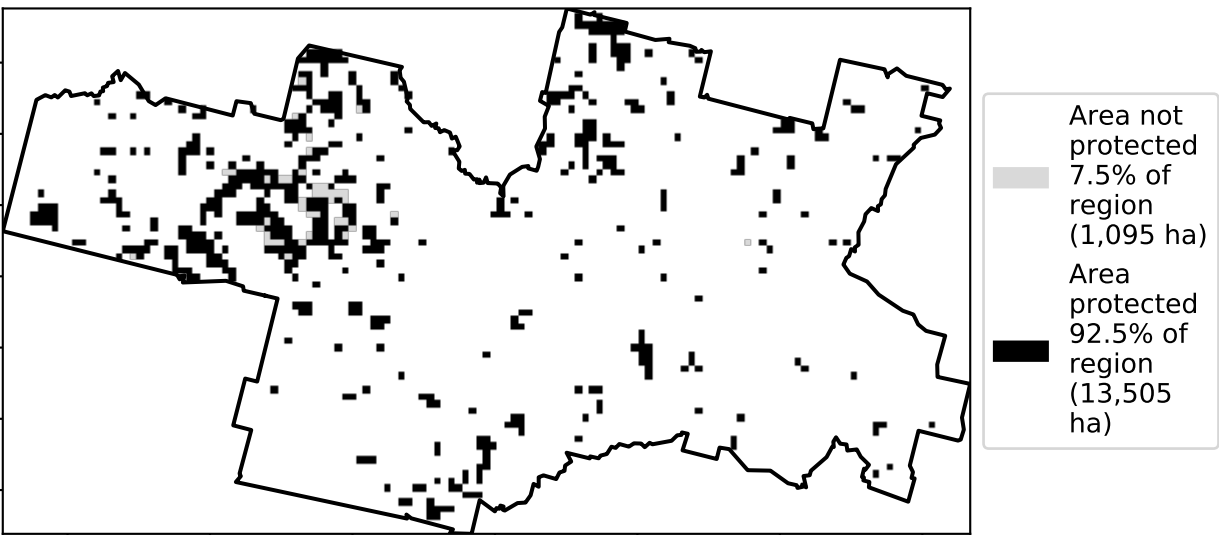 Area not
protected
7.5% of
region
(1,095 ha)
Area
protected
92.5% of
region
(13,505
ha)